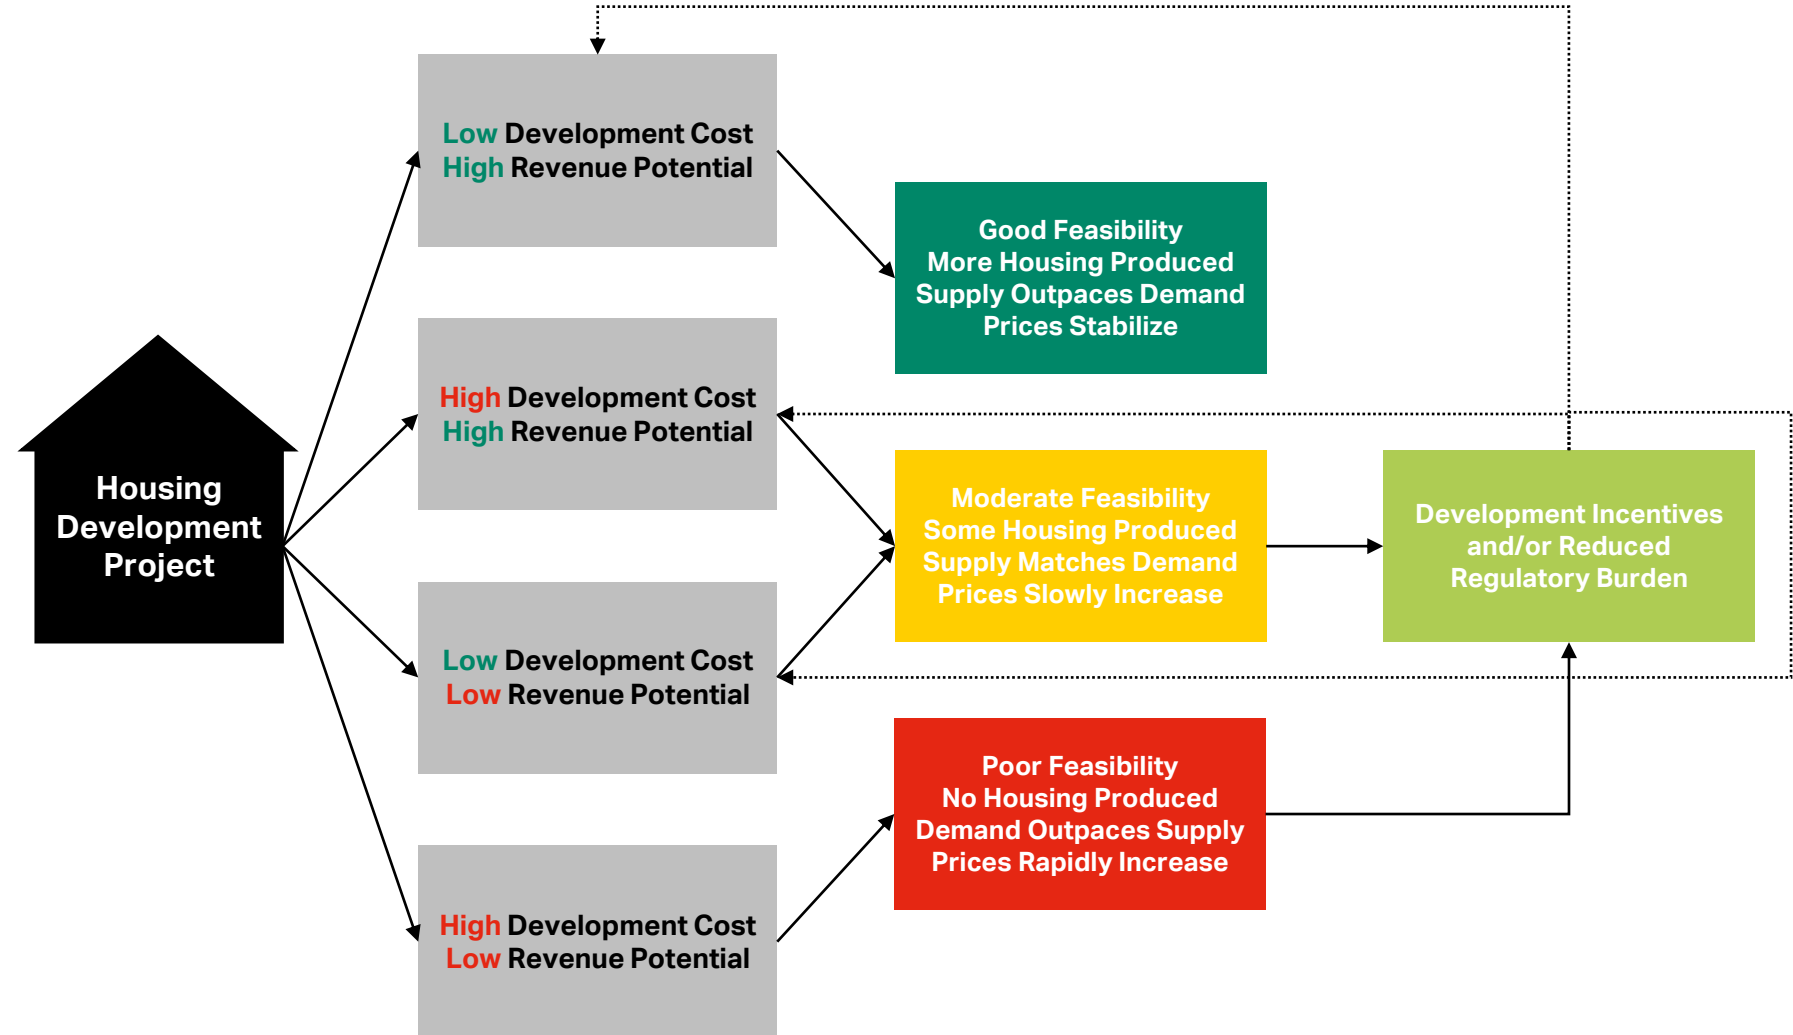 Housing
Development
Project
Low Development Cost
High Revenue Potential
High Development Cost
High Revenue Potential
Low Development Cost
Low Revenue Potential
High Development Cost
Low Revenue Potential
Good Feasibility
More Housing Produced
Supply Outpaces Demand
Prices Stabilize
Moderate Feasibility
Some Housing Produced
Supply Matches Demand
Prices Slowly Increase
Poor Feasibility
No Housing Produced
Demand Outpaces Supply
Prices Rapidly Increase
Development Incentives
and/or Reduced
Regulatory Burden